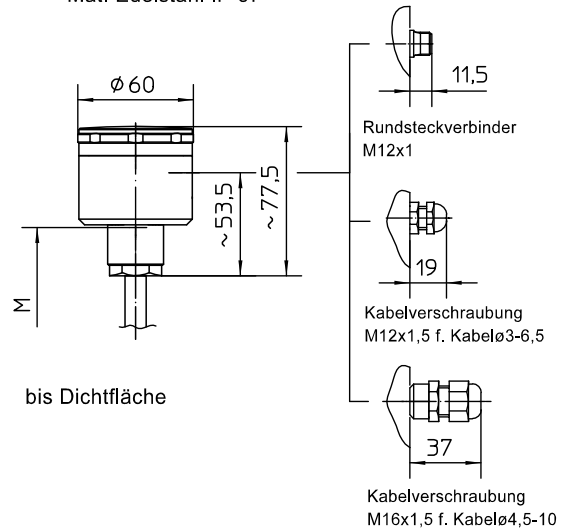 ø60
11,5
Rundsteckverbinder
M12x1
~53,5
~77,5
19
Kabelverschraubung
M12x1,5 f. Kabelø3-6,5
M
bis Dichtfläche
37
Kabelverschraubung
M16x1,5 f. Kabelø4,5-10